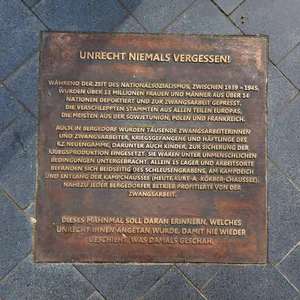 UNRECHT NIEMALS VERGESSEN!
WÄHREND DER ZEIT DES NATIONALSOZIALISMUS, ZWISCHEN 1939 - 1945,
WURDEN ÜBER 13 MILLIONEN FRAUEN UND MÄNNER AUS ÜBER 14
NATIONEN DEPORTIERT UND ZUR ZWANGSARBEIT GEPRESST.
DIE VERSCHLEPPTEN STAMMTEN AUS ALLEN TEILEN EUROPAS,
DIE MEISTEN AUS DER SOWJETUNION, POLEN UND FRANKREICH.
AUCH IN BERGEDORF WURDEN TAUSENDE ZWANGSARBEITERINNEN
UND ZWANGSARBEITER, KRIEGSGEFANGENE UND HÄFTLINGE DES
KZ NEUENGAMME, DARUNTER AUCH KINDER, ZUR SICHERUNG DER
KRIEGSPRODUKTION EINGESETZT. SIE WAREN UNTER UNMENSCHLICHEN
BEDINGUNGEN UNTERGEBRACHT. ALLEIN 25 LAGER UND ARBEITSORTE
BEFANDEN SICH BEIDSEITIG DES SCHLEUSENGRABENS, AM KAMPDEICH
UND ENTLANG DER KAMPCHAUSSEE (HEUTE KURT-A.-KÖRBER-CHAUSSEE).
NAHEZU JEDER BERGEDORFER BETRIEB PROFITIERTE VON DER
ZWANGSARBEIT.
DIESES MAHNMAL SOLL DARAN ERINNERN, WELCHES
UNRECHT IHNEN ANGETAN WURDE, DAMIT NIE WIEDER
GESCHIEHT, WAS DAMALS GESCHAH.